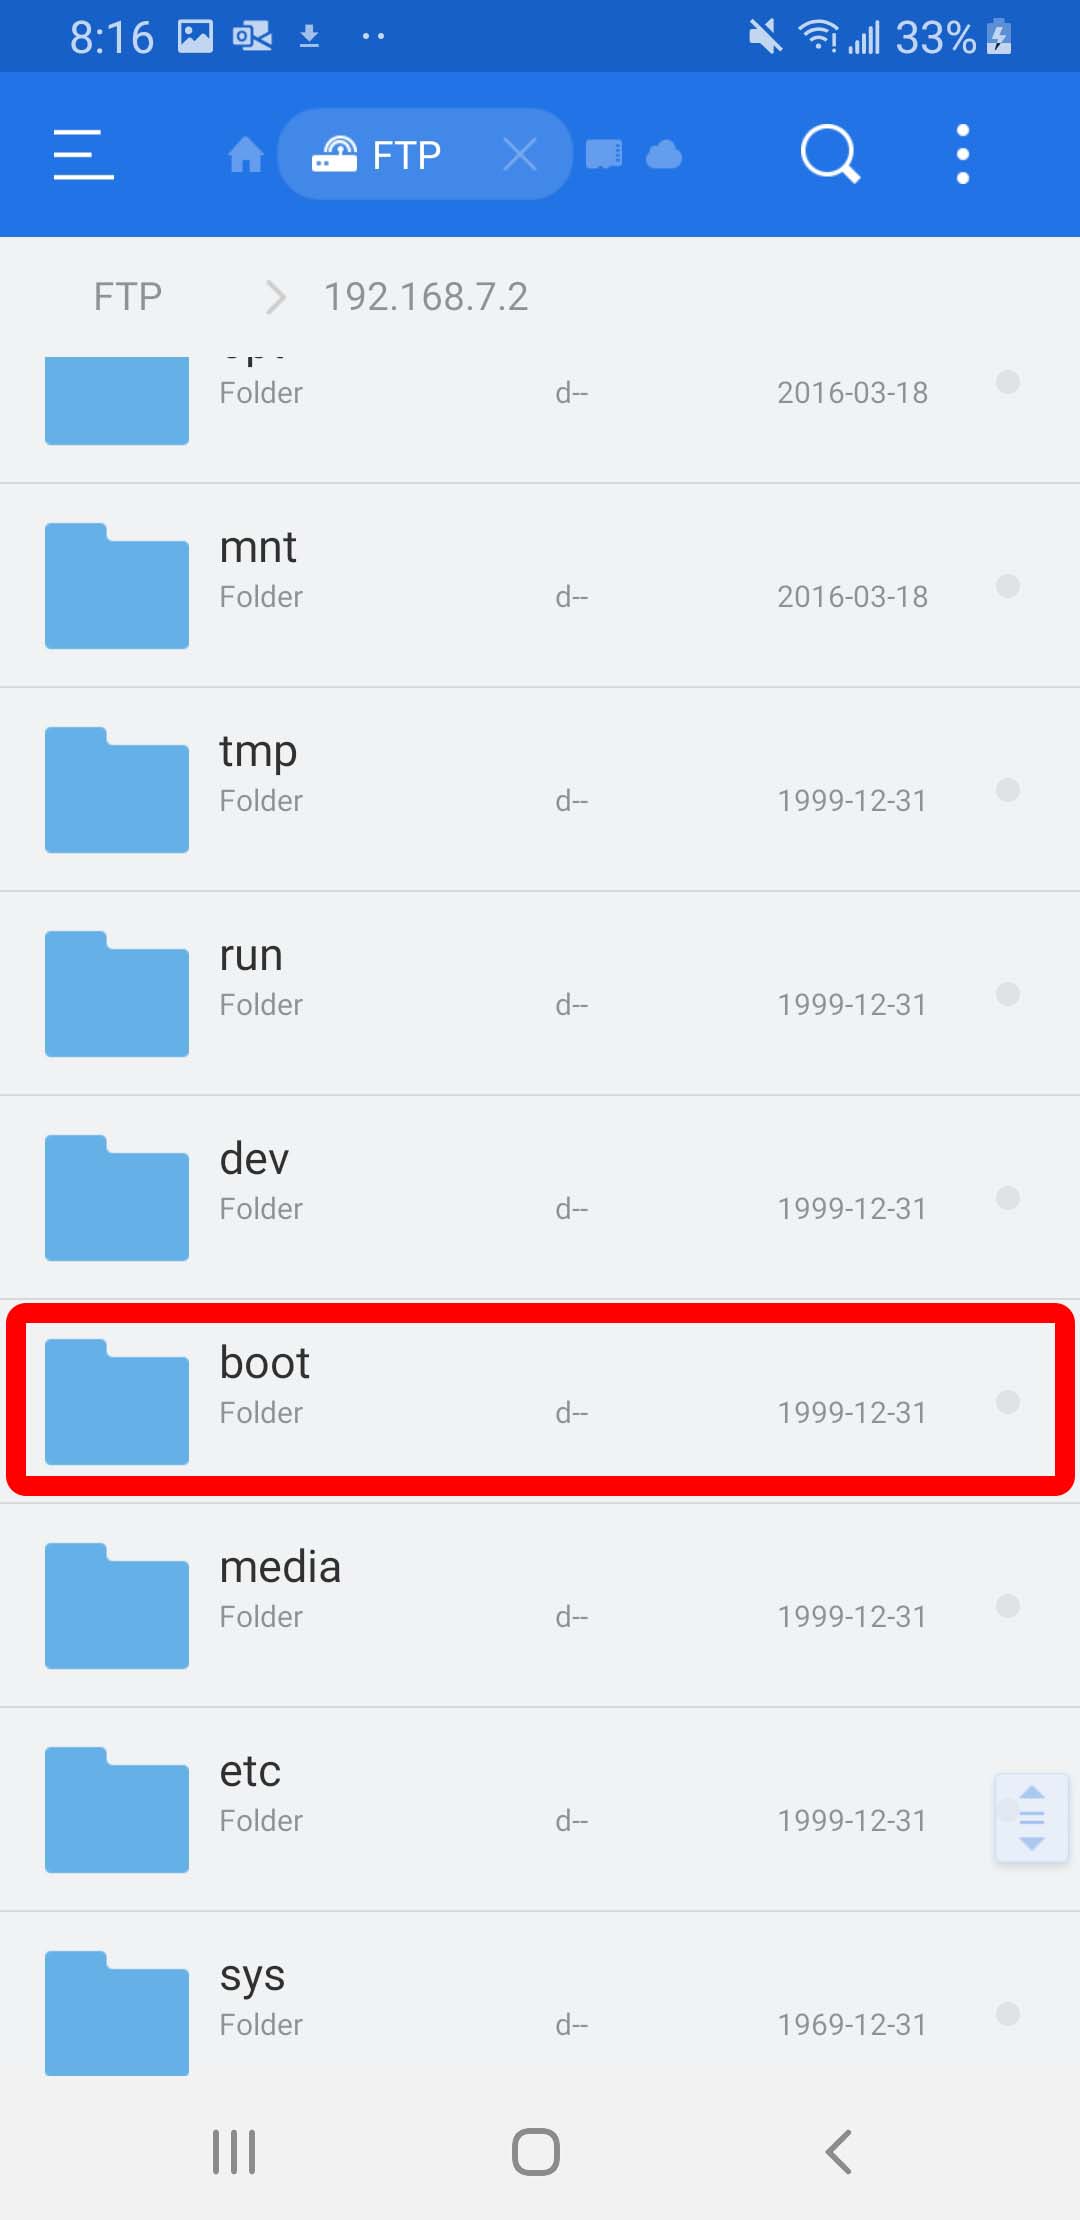 8:16 33%
FTP
FTP 192.168.7.2
Folder d-- 2016-03-18
mnt
Folder d-- 2016-03-18
tmp
Folder d-- 1999-12-31
run
Folder d-- 1999-12-31
dev
Folder d-- 1999-12-31
boot
Folder d-- 1999-12-31
media
Folder d-- 1999-12-31
etc
Folder d-- 1999-12-31
sys
Folder d-- 1969-12-31